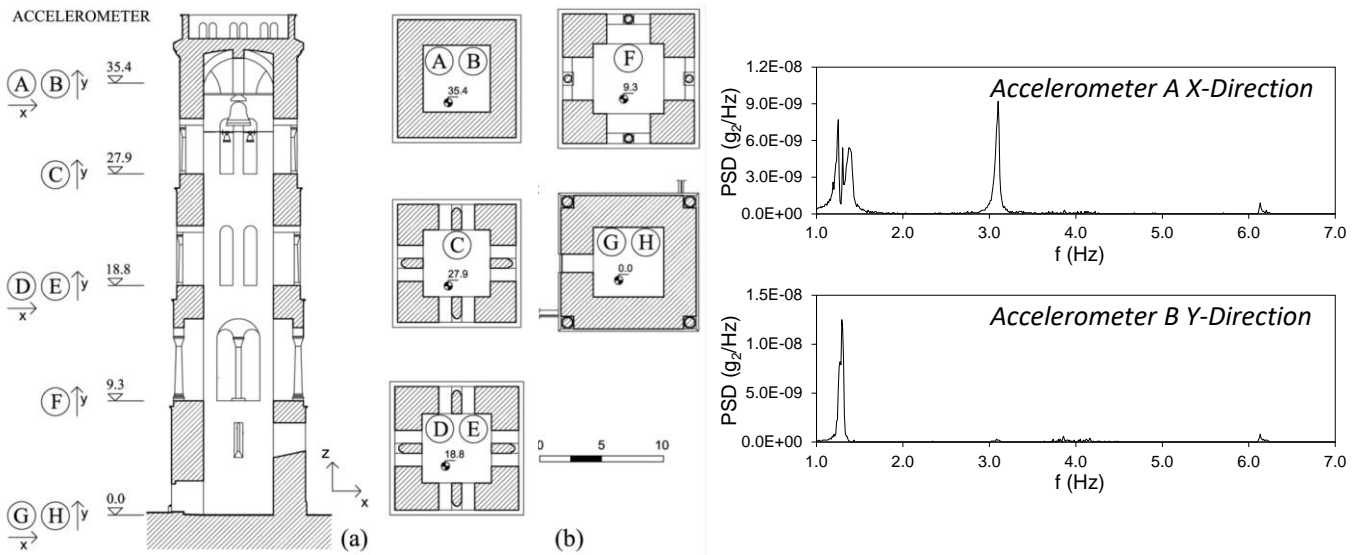 ACCELEROMETER
A B y 35.4
x
C y 27.9
D E y 18.8
x
F y 9.3
G H y 0.0
x
z
x
(a)
A B
35.4
C
27.9
D E
18.8
F
9.3
G H
0.0
0 5 10
(b)
Accelerometer A X-Direction
PSD (g2/Hz)
1.2E-08
9.0E-09
6.0E-09
3.0E-09
0.0E+00
1.0 2.0 3.0 4.0 5.0 6.0 7.0
f (Hz)
Accelerometer B Y-Direction
PSD (g2/Hz)
1.5E-08
1.0E-08
5.0E-09
0.0E+00
1.0 2.0 3.0 4.0 5.0 6.0 7.0
f (Hz)